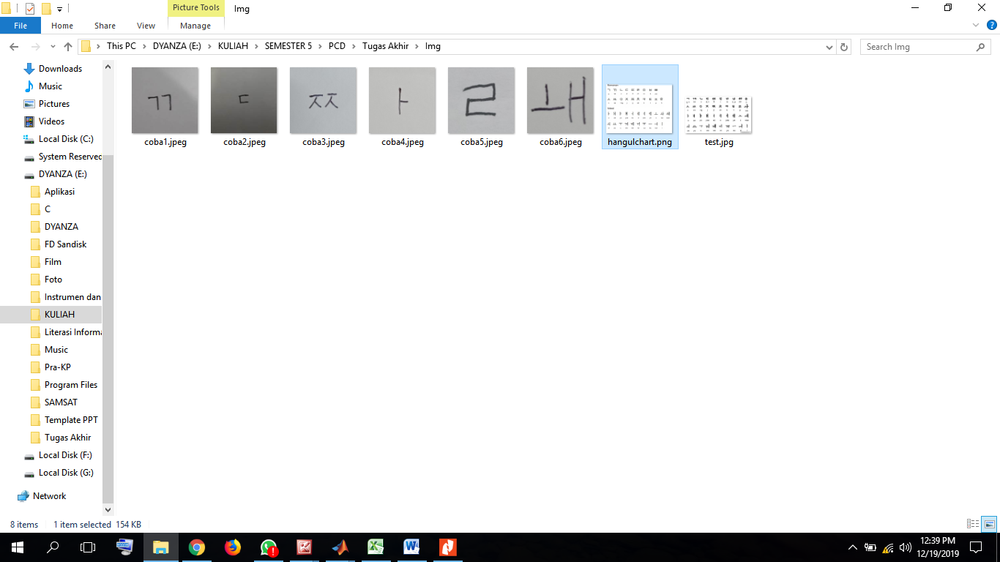 Picture Tools
Img
File
Home
Share
View
Manage
This PC
DYANZA (E:)
KULIAH
SEMESTER 5
PCD
Tugas Akhir
Img
Search Img
Downloads
Music
Pictures
Videos
Local Disk (C:)
System Reserved
DYANZA (E:)
Aplikasi
C
DYANZA
FD Sandisk
Film
Foto
Instrumen dan
KULIAH
Literasi Informa
Music
Pra-KP
Program Files
SAMSAT
Template PPT
Tugas Akhir
Local Disk (F:)
Local Disk (G:)
Network
ㄲ
ㄷ
ㅉ
ㅏ
ㄹ
ㅙ
coba1.jpeg
coba2.jpeg
coba3.jpeg
coba4.jpeg
coba5.jpeg
coba6.jpeg
hangulchart.png
test.jpg
8 items
1 item selected 154 KB
12:39 PM
12/19/2019